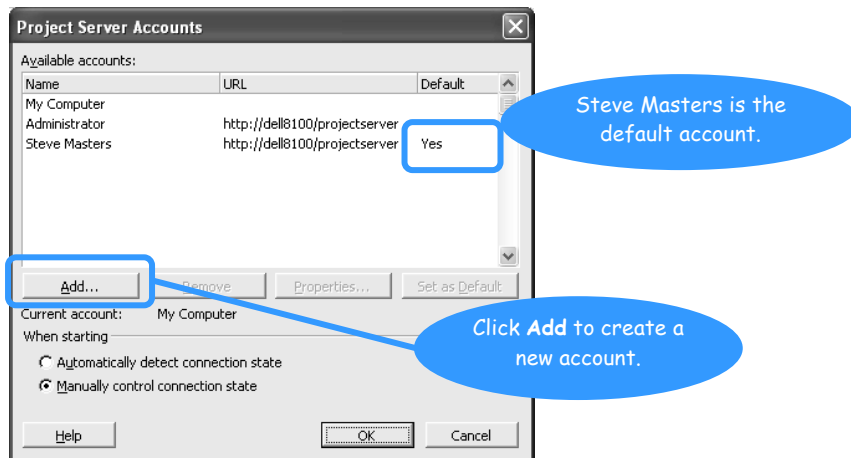 Project Server Accounts
Available accounts:
Name URL Default
My Computer
Administrator http://dell8100/projectserver
Steve Masters http://dell8100/projectserver Yes
Steve Masters is the
default account.
Add... Remove Properties... Set as Default
Current account: My Computer
When starting
Automatically detect connection state
Manually control connection state
Click Add to create a
new account.
Help OK Cancel